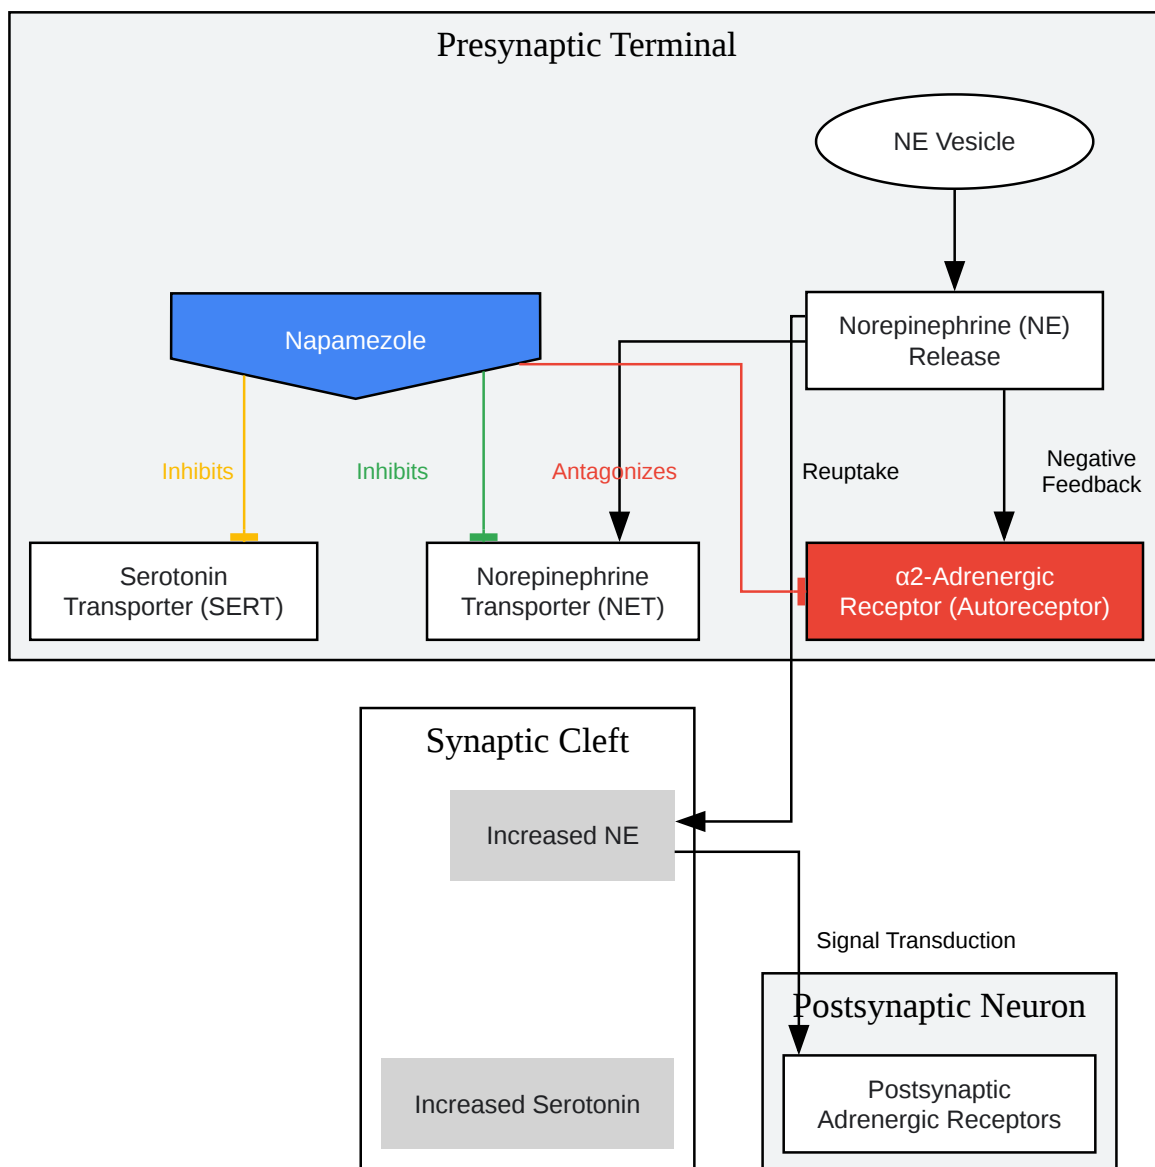 Presynaptic Terminal
NE Vesicle
Napamezole
Norepinephrine (NE)
Release
Inhibits
Inhibits
Antagonizes
Reuptake
Negative
Feedback
Serotonin
Transporter (SERT)
Norepinephrine
Transporter (NET)
α2-Adrenergic
Receptor (Autoreceptor)
Synaptic Cleft
Increased NE
Signal Transduction
Postsynaptic Neuron
Increased Serotonin
Postsynaptic
Adrenergic Receptors